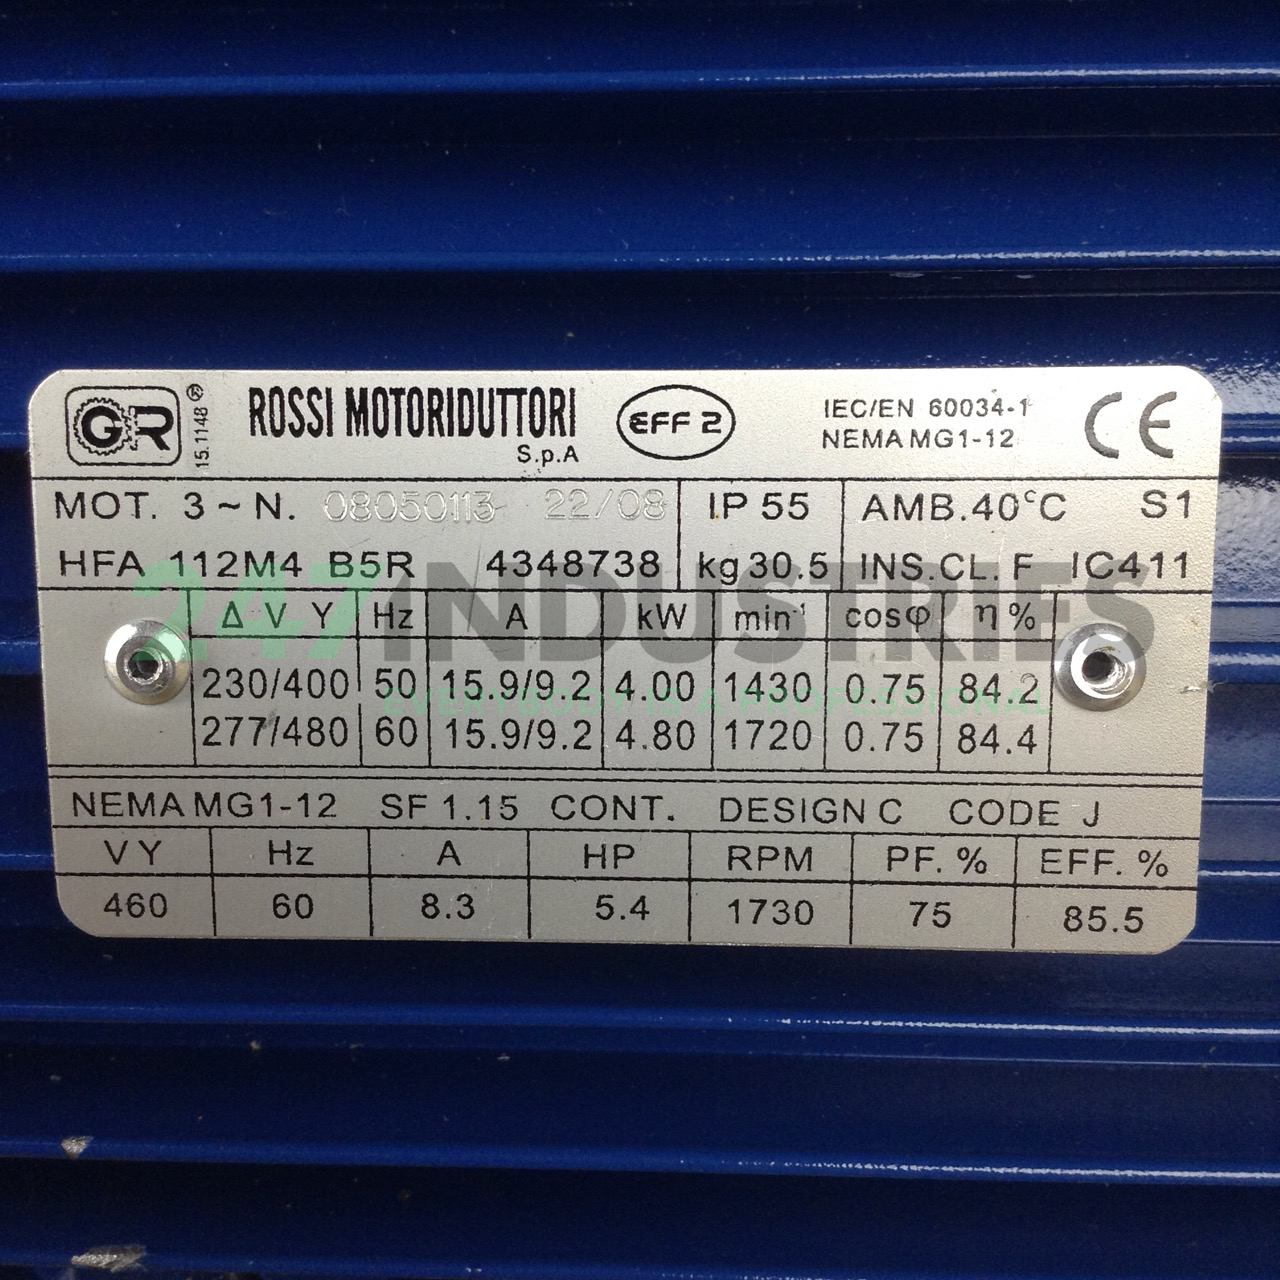 GR ® 15.1148 ROSSI MOTORIDUTTORI S.p.A EFF 2 IEC/EN 60034-1 NEMA MG1-12 CE
MOT. 3~N. 08050113 22/08 IP 55 AMB.40°C S1
HFA 112M4 B5R 4348738 kg 30.5 INS.CL.F IC411
Δ V Y Hz A kW min-1 cosφ η %
230/400 50 15.9/9.2 4.00 1430 0.75 84.2
277/480 60 15.9/9.2 4.80 1720 0.75 84.4
NEMA MG1-12 SF 1.15 CONT. DESIGN C CODE J
V Y Hz A HP RPM PF. % EFF. %
460 60 8.3 5.4 1730 75 85.5
247INDUSTRIES
EVERYBODY IS A PROFESSIONAL